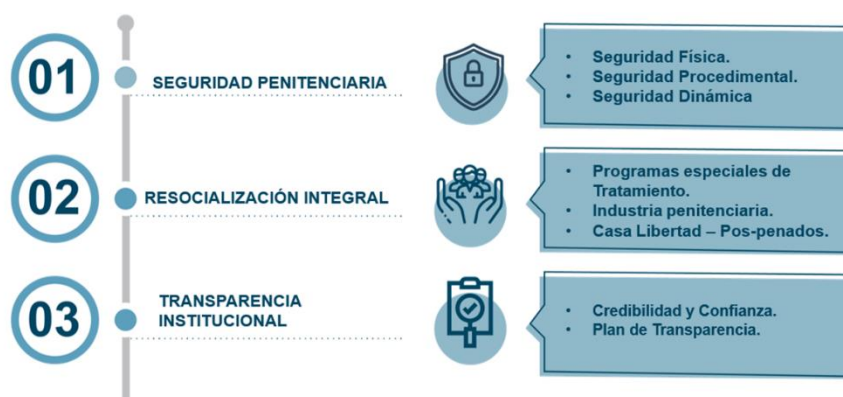 01
SEGURIDAD PENITENCIARIA
• Seguridad Física.
• Seguridad Procedimental.
• Seguridad Dinámica
02
RESOCIALIZACIÓN INTEGRAL
• Programas especiales de
Tratamiento.
• Industria penitenciaria.
• Casa Libertad – Pos-penados.
03
TRANSPARENCIA
INSTITUCIONAL
• Credibilidad y Confianza.
• Plan de Transparencia.